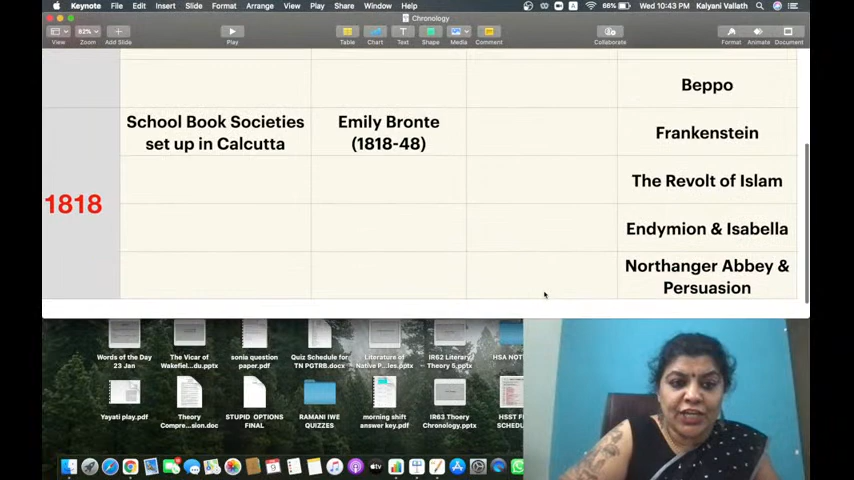 Keynote File Edit Insert Slide Format Arrange View Play Share Window Help 66% Wed 10:43 PM Kalyani Vallath
Chronology
82%
View Zoom Add Slide Play Table Chart Text Shape Media Comment Collaborate Format Animate Document
Beppo
School Book Societies
set up in Calcutta
Emily Bronte
(1818-48)
Frankenstein
1818
The Revolt of Islam
Endymion & Isabella
Northanger Abbey &
Persuasion
Words of the Day
23 Jan
The Vicar of
Wakefiel...du.pptx
sonia question
paper.pdf
Quiz Schedule for
TN PGTRB.docx
Literature of
Native P...les.pptx
IR62 Literary
Theory 5.pptx
HSA NOT
Yayati play.pdf
Theory
Compre...sion.doc
STUPID OPTIONS
FINAL
RAMANI IWE
QUIZZES
morning shift
answer key.pdf
IR63 Thoery
Chronology.pptx
HSST F
SCHEDUL